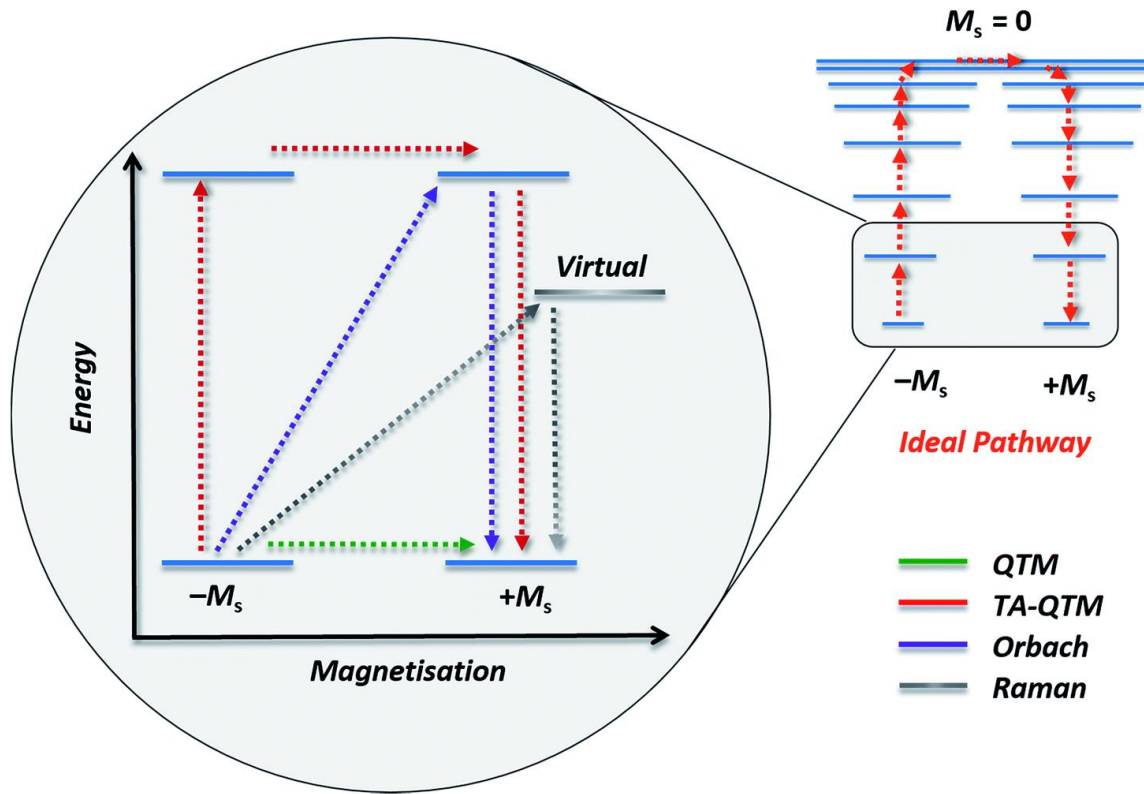 Mₛ = 0
Virtual
Energy
–Mₛ
+Mₛ
Magnetisation
–Mₛ
+Mₛ
Ideal Pathway
QTM
TA-QTM
Orbach
Raman